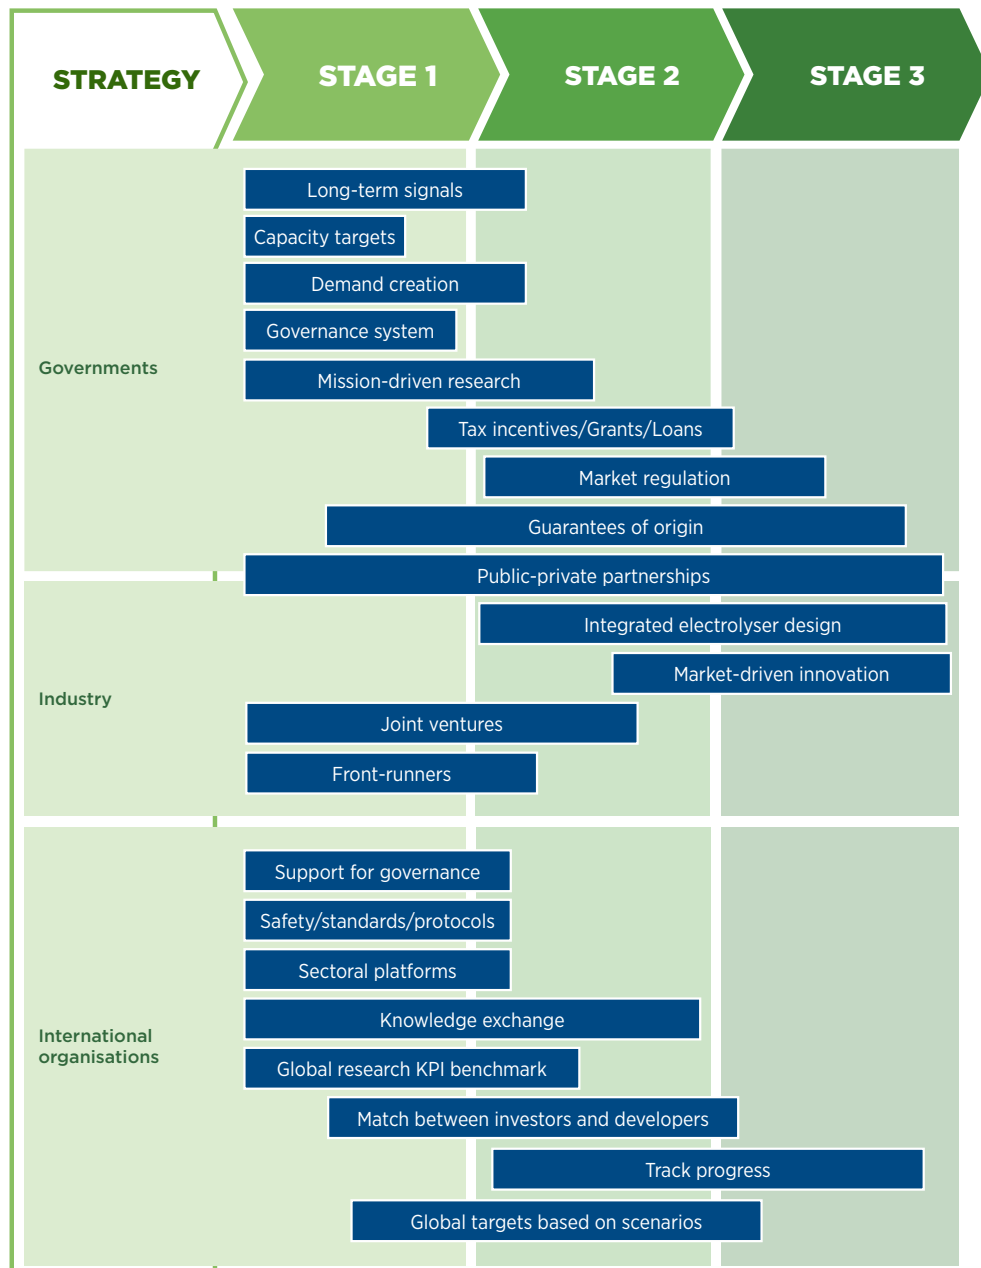 STRATEGY
STAGE 1
STAGE 2
STAGE 3
Governments
Long-term signals
Capacity targets
Demand creation
Governance system
Mission-driven research
Tax incentives/Grants/Loans
Market regulation
Guarantees of origin
Public-private partnerships
Industry
Integrated electrolyser design
Market-driven innovation
Joint ventures
Front-runners
International
organisations
Support for governance
Safety/standards/protocols
Sectoral platforms
Knowledge exchange
Global research KPI benchmark
Match between investors and developers
Track progress
Global targets based on scenarios